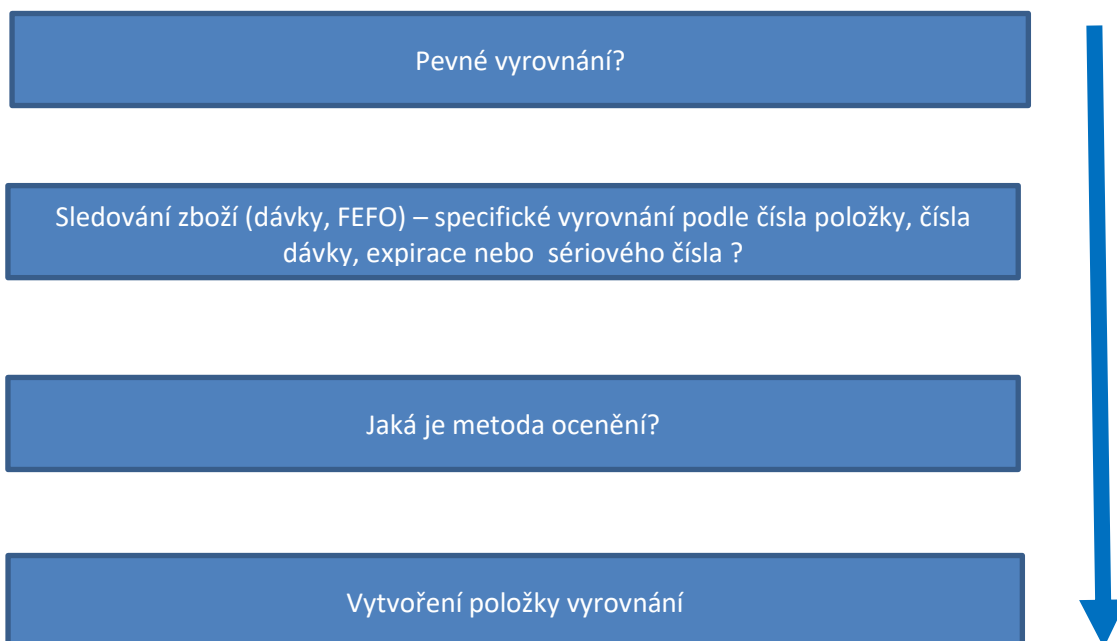 Pevné vyrovnání?
Sledování zboží (dávky, FEFO) – specifické vyrovnání podle čísla položky, čísla
dávky, expirace nebo  sériového čísla ?
Jaká je metoda ocenění?
Vytvoření položky vyrovnání